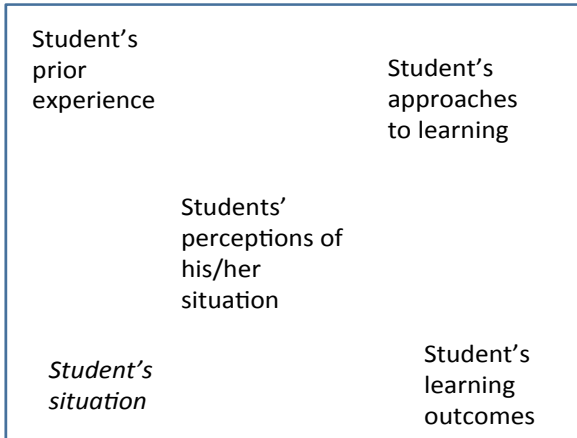 Student’s
prior
experience
Student’s
approaches
to learning
Students’
perceptions of
his/her
situation
Student’s
situation
Student’s
learning
outcomes